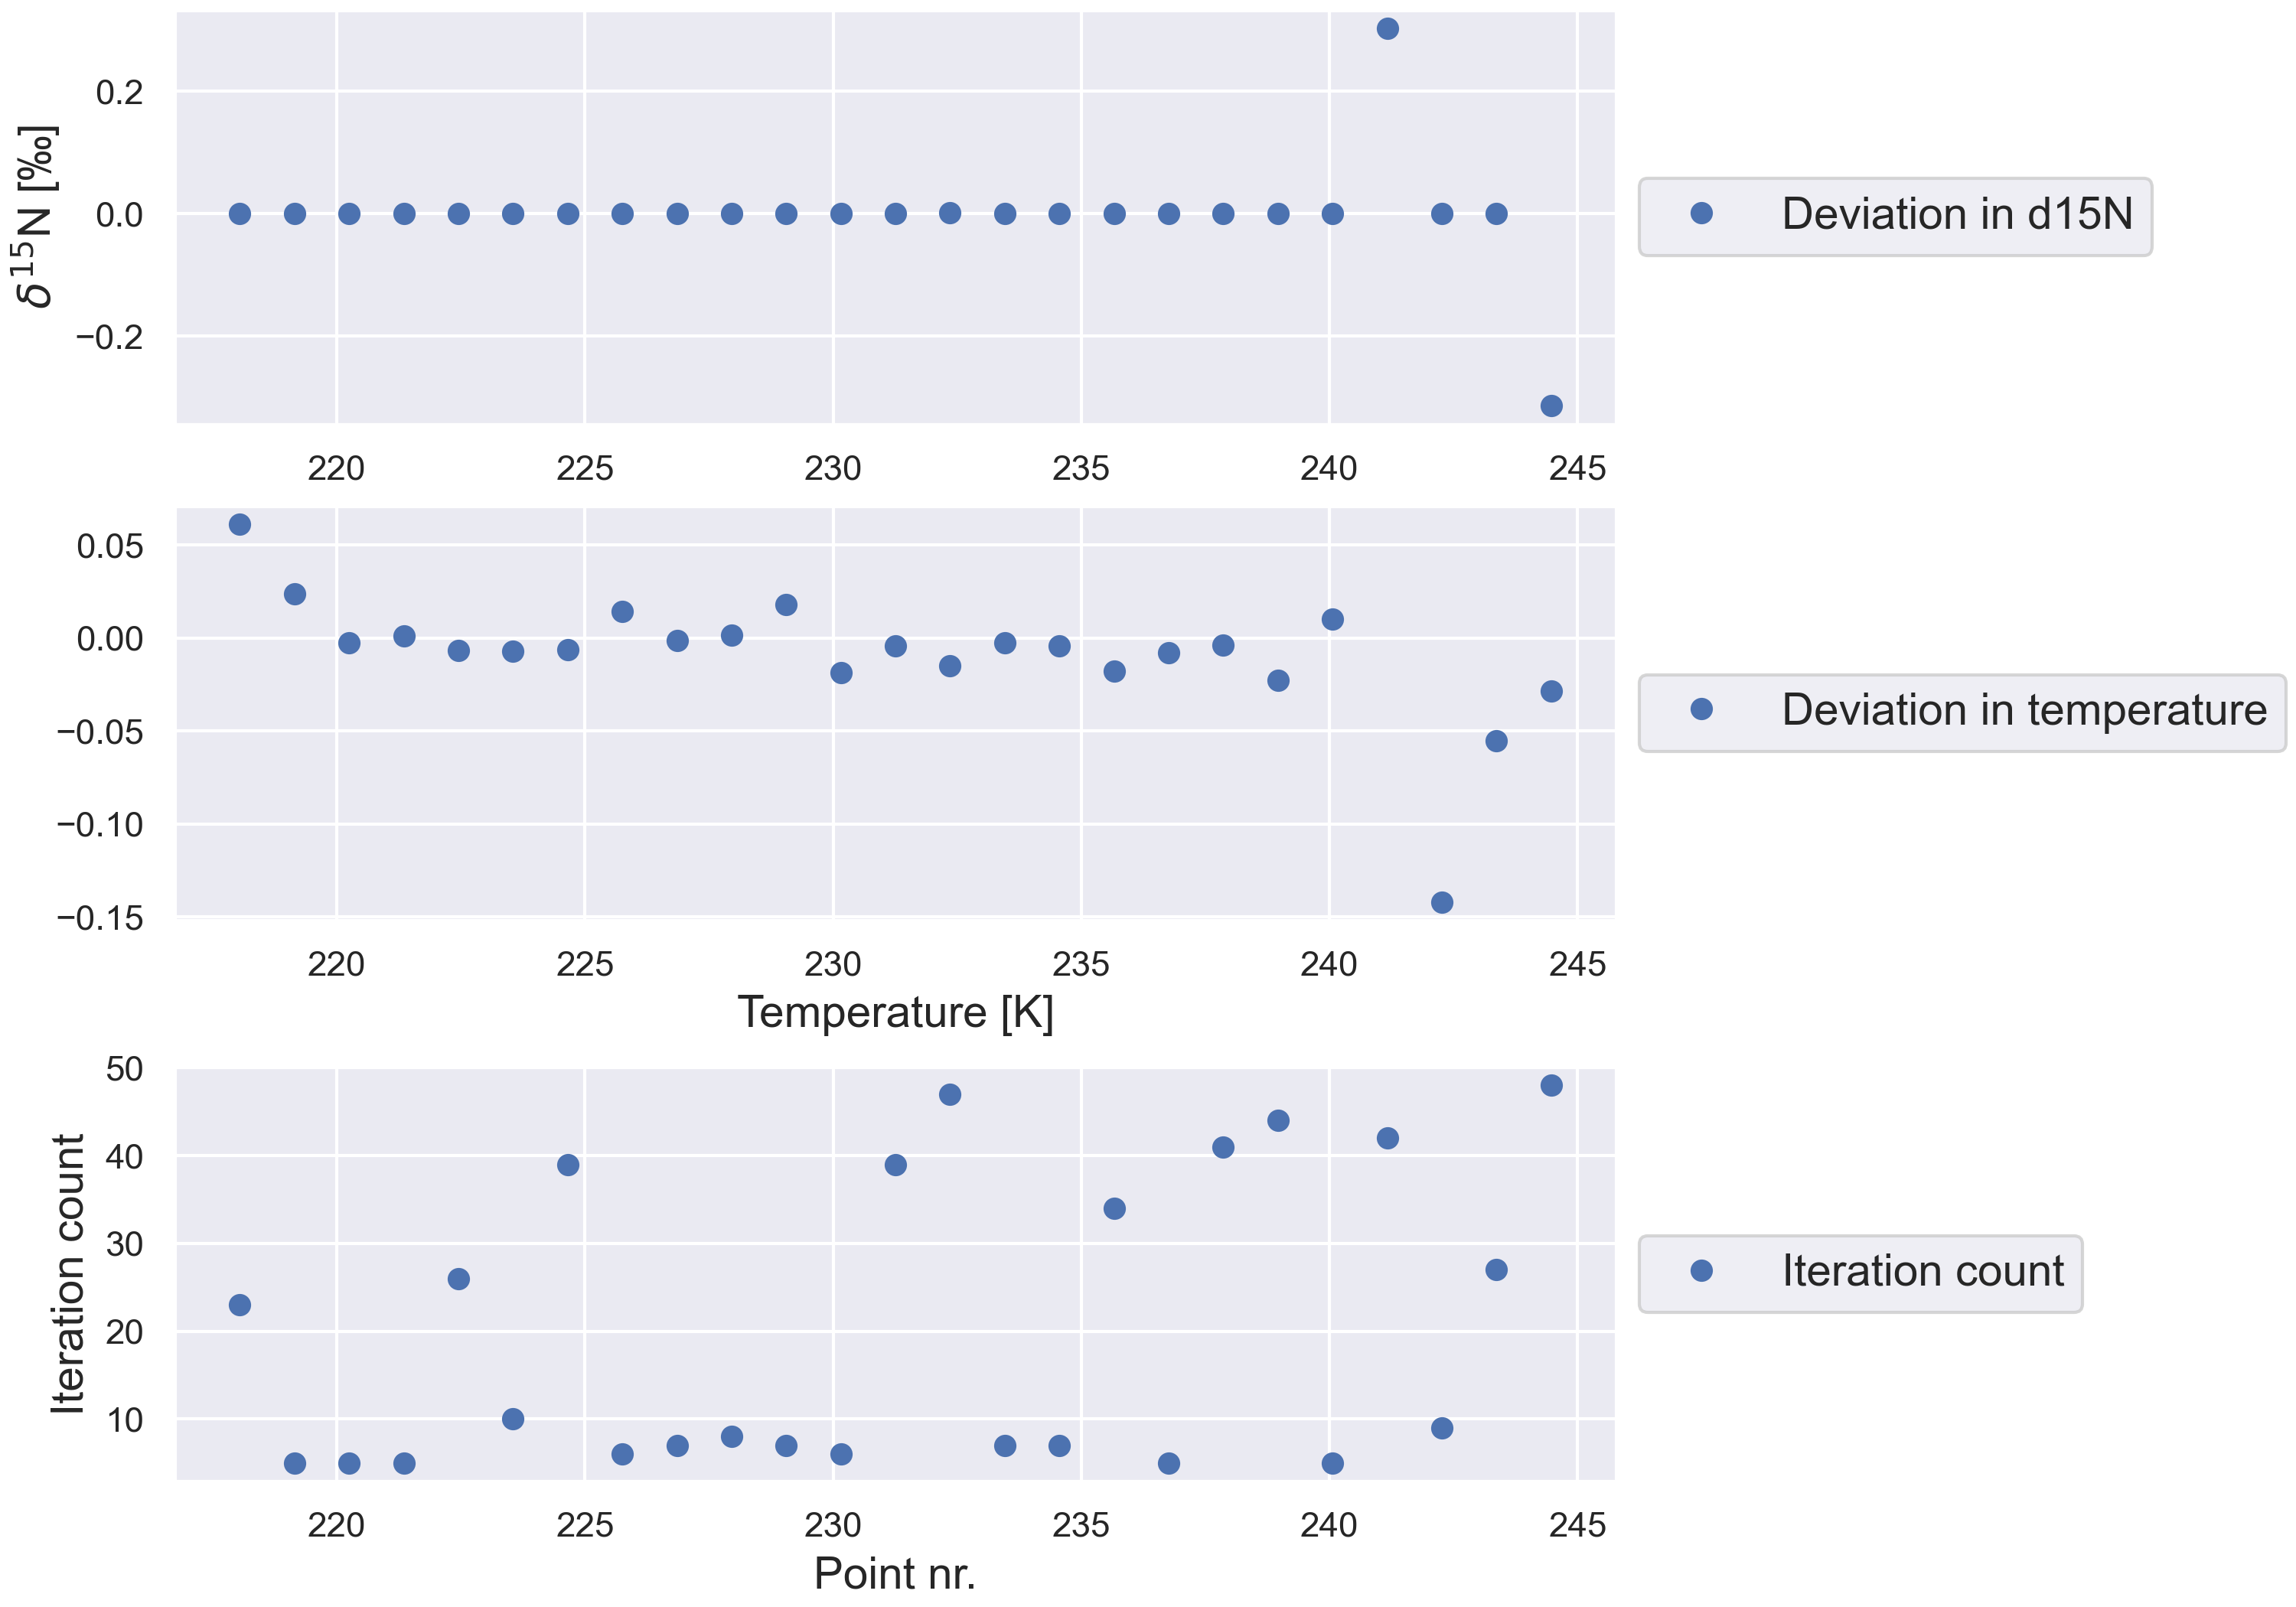 δ¹⁵N [‰]
0.2
0.0
−0.2
220 225 230 235 240 245
Deviation in d15N
0.05
0.00
−0.05
−0.10
−0.15
220 225 230 235 240 245
Temperature [K]
Deviation in temperature
Iteration count
50
40
30
20
10
220 225 230 235 240 245
Point nr.
Iteration count